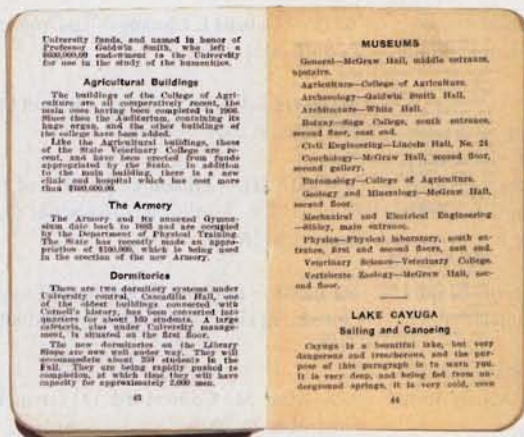 University funds, and named in honor of
Professor Goldwin Smith, who left a
$600,000.00 endowment to the University
for use in the study of the humanities.
Agricultural Buildings
The buildings of the College of Agri-
culture are all comparatively recent, the
main ones having been completed in 1906.
Since then the Auditorium, containing its
huge organ, and the other buildings of
the college have been added.
Like the Agricultural buildings, those
of the State Veterinary College are re-
cent, and have been erected from funds
appropriated by the State. In addition
to the main building, there is a new
clinic and hospital which has cost more
than $100,000.00.
The Armory
The Armory and its annexed Gymna-
sium date back to 1883 and are occupied
by the Department of Physical Training.
The State has recently made an appro-
priation of $100,000, which is being used
in the erection of the new Armory.
Dormitories
There are two dormitory systems under
University control. Cascadilla Hall, one
of the oldest buildings connected with
Cornell's history, has been converted into
quarters for about 160 students. A large
cafeteria, also under University manage-
ment, is situated on the first floor.
The new dormitories on the Library
Slope are now well under way. They will
accommodate about 250 students in the
Fall. They are being rapidly pushed to
completion, at which time they will have
capacity for approximately 2,000 men.
43
MUSEUMS
General—McGraw Hall, middle entrance,
upstairs.
Agriculture—College of Agriculture.
Archaeology—Goldwin Smith Hall.
Architecture—White Hall.
Botany—Sage College, south entrance,
second floor, east end.
Civil Engineering—Lincoln Hall, No. 24
Conchology—McGraw Hall, second floor,
second gallery.
Entomology—College of Agriculture.
Geology and Mineralogy—McGraw Hall,
second floor.
Mechanical and Electrical Engineering
—Sibley, main entrance.
Physics—Physical laboratory, south en-
trance, first and second floors, east end.
Veterinary Science—Veterinary College.
Vertebrate Zoology—McGraw Hall, sec-
ond floor.
LAKE CAYUGA
Sailing and Canoeing
Cayuga is a beautiful lake, but very
dangerous and treacherous, and the pur-
pose of this paragraph is to warn you.
It is very deep, and being fed from un-
derground springs, it is very cold, even
44